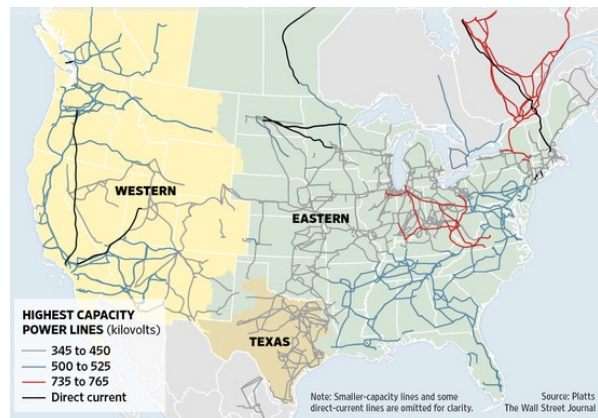 WESTERN
EASTERN
TEXAS
HIGHEST CAPACITY
POWER LINES (kilovolts)
345 to 450
500 to 525
735 to 765
Direct current
Note: Smaller-capacity lines and some
direct-current lines are omitted for clarity.
Source: Platts
The Wall Street Journal